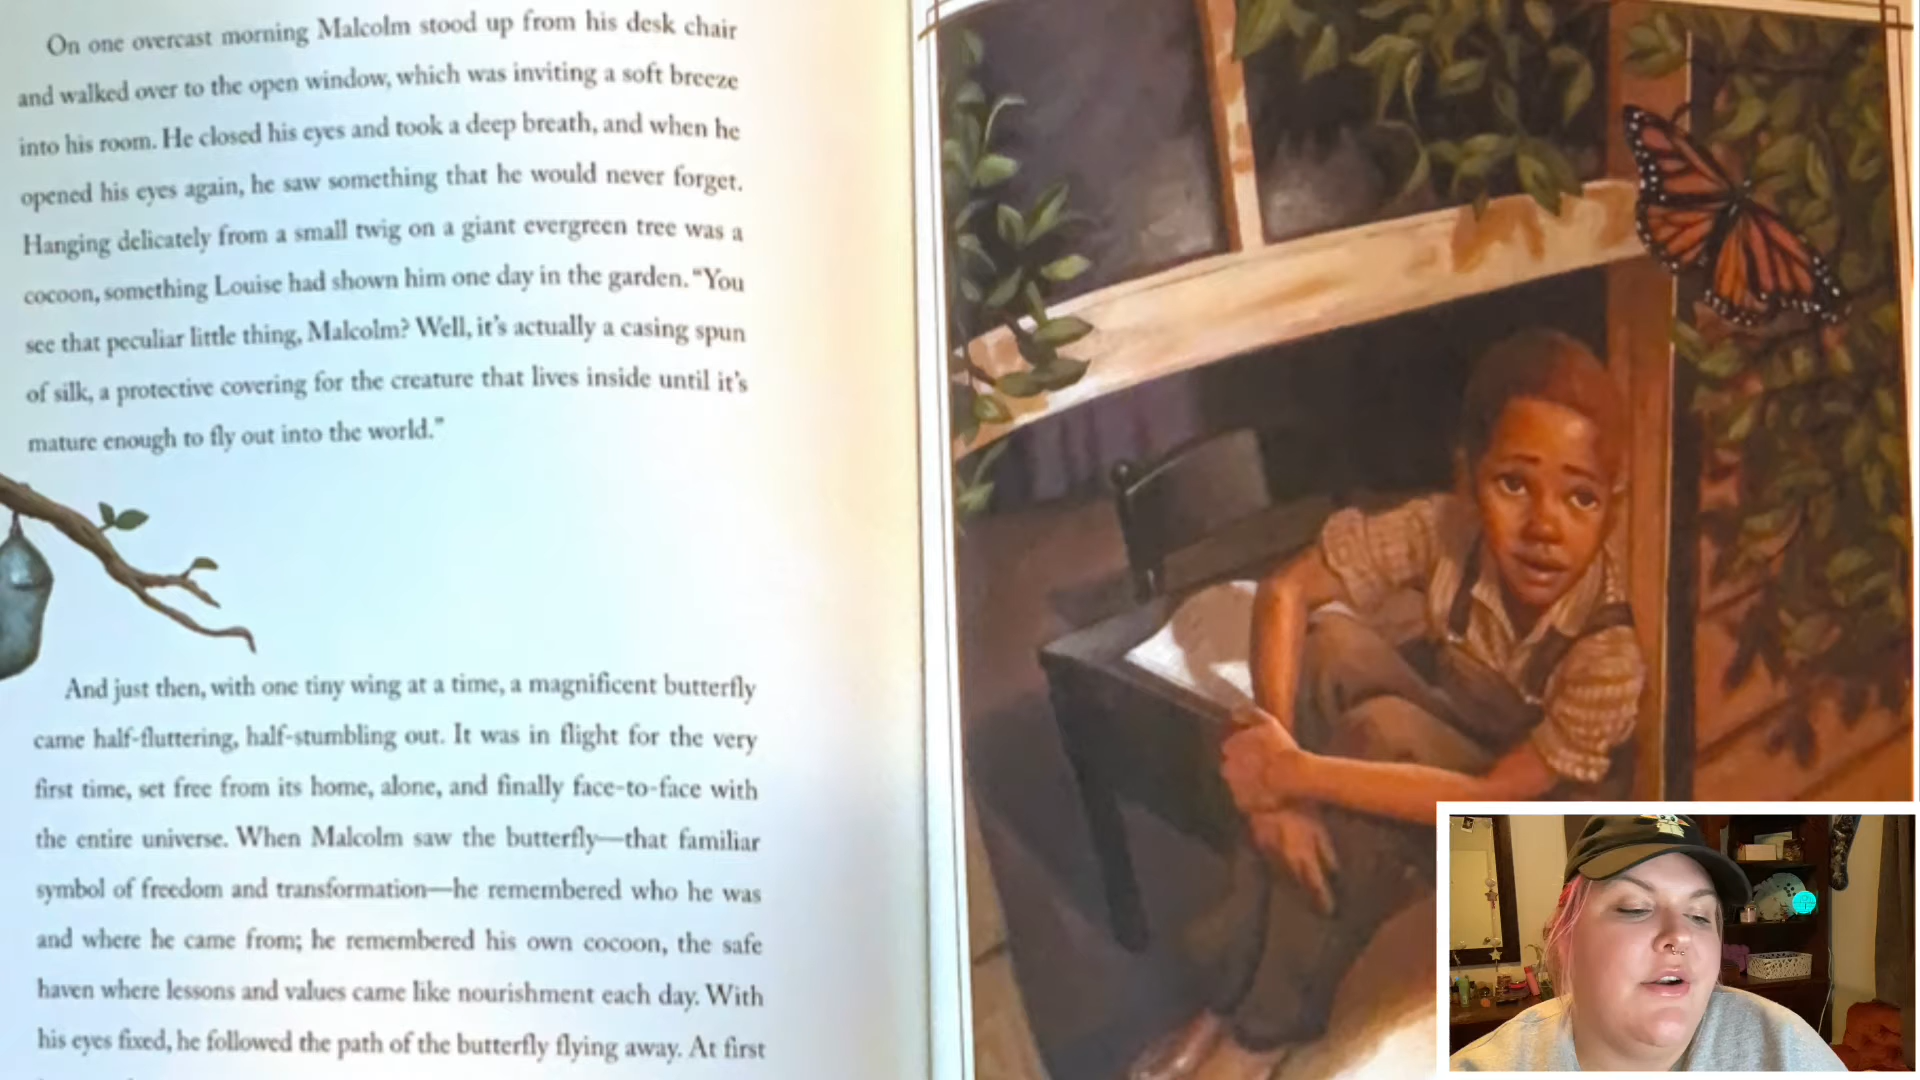 On one overcast morning Malcolm stood up from his desk chair
and walked over to the open window, which was inviting a soft breeze
into his room. He closed his eyes and took a deep breath, and when he
opened his eyes again, he saw something that he would never forget.
Hanging delicately from a small twig on a giant evergreen tree was a
cocoon, something Louise had shown him one day in the garden. “You
see that peculiar little thing, Malcolm? Well, it’s actually a casing spun
of silk, a protective covering for the creature that lives inside until it’s
mature enough to fly out into the world.”
And just then, with one tiny wing at a time, a magnificent butterfly
came half-fluttering, half-stumbling out. It was in flight for the very
first time, set free from its home, alone, and finally face-to-face with
the entire universe. When Malcolm saw the butterfly—that familiar
symbol of freedom and transformation—he remembered who he was
and where he came from; he remembered his own cocoon, the safe
haven where lessons and values came like nourishment each day. With
his eyes fixed, he followed the path of the butterfly flying away. At first